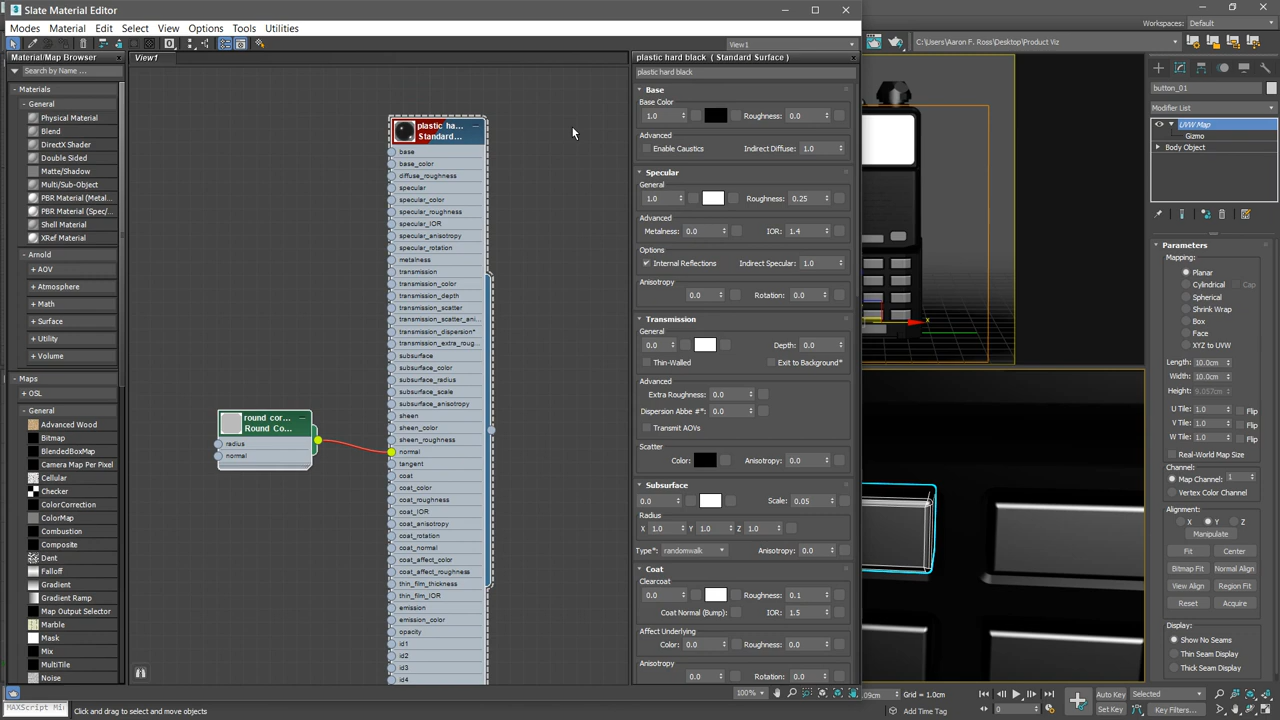 Slate Material Editor
Modes Material Edit Select View Options Tools Utilities
Workspaces: Default
View 1
C:\Users\Aaron F. Ross\Desktop\Product Viz
Material/Map Browser
Search by Name ...
Materials
General
Physical Material
Blend
DirectX Shader
Double Sided
Matte/Shadow
Multi/Sub-Object
PBR Material (Metal...
PBR Material (Spec/...
Shell Material
XRef Material
Arnold
+ AOV
+ Atmosphere
+ Math
+ Surface
+ Utility
+ Volume
Maps
+ OSL
General
Advanced Wood
Bitmap
BlendedBoxMap
Camera Map Per Pixel
Cellular
Checker
ColorCorrection
ColorMap
Combustion
Composite
Dent
Falloff
Gradient
Gradient Ramp
Map Output Selector
Marble
Mask
Mix
MultiTile
Noise
View1
round cor...
Round Co...
radius
normal
plastic ha...
Standard...
base
base_color
diffuse_roughness
specular
specular_color
specular_roughness
specular_IOR
specular_anisotropy
specular_rotation
metalness
transmission
transmission_color
transmission_depth
transmission_scatter
transmission_scatter_ani...
transmission_dispersion*
transmission_extra_roug...
subsurface
subsurface_color
subsurface_radius
subsurface_scale
subsurface_anisotropy
sheen
sheen_color
sheen_roughness
normal
tangent
coat
coat_color
coat_roughness
coat_IOR
coat_anisotropy
coat_rotation
coat_normal
coat_affect_color
coat_affect_roughness
thin_film_thickness
thin_film_IOR
emission
emission_color
opacity
id1
id2
id3
id4
plastic hard black ( Standard Surface )
plastic hard black
Base
Base Color
1.0 Roughness: 0.0
Advanced
Enable Caustics Indirect Diffuse: 1.0
Specular
General
1.0 Roughness: 0.25
Advanced
Metalness: 0.0 IOR: 1.4
Options
Internal Reflections Indirect Specular: 1.0
Anisotropy
0.0 Rotation: 0.0
Transmission
General
0.0 Depth: 0.0
Thin-Walled Exit to Background*
Advanced
Extra Roughness: 0.0
Dispersion Abbe #*: 0.0
Transmit AOVs
Scatter
Color: Anisotropy: 0.0
Subsurface
0.0 Scale: 0.05
Radius
X 1.0 Y 1.0 Z 1.0
Type*: randomwalk Anisotropy: 0.0
Coat
Clearcoat
0.0 Roughness: 0.1
Coat Normal (Bump): IOR: 1.5
Affect Underlying
Color: 0.0 Roughness: 0.0
Anisotropy
0.0 Rotation: 0.0
x
button_01
Modifier List
UVW Map
Gizmo
Body Object
Parameters
Mapping:
Planar
Cylindrical Cap
Spherical
Shrink Wrap
Box
Face
XYZ to UVW
Length: 10.0cm
Width: 10.0cm
Height: 9.057cm
U Tile: 1.0 Flip
V Tile: 1.0 Flip
W Tile: 1.0 Flip
Real-World Map Size
Channel:
Map Channel: 1
Vertex Color Channel
Alignment:
X Y Z
Manipulate
Fit Center
Bitmap Fit Normal Align
View Align Region Fit
Reset Acquire
Display:
Show No Seams
Thin Seam Display
Thick Seam Display
100%
.09cm Grid = 1.0cm
Auto Key Selected
MAXScript Mi Click and drag to select and move objects
Add Time Tag
0
Set Key Key Filters...